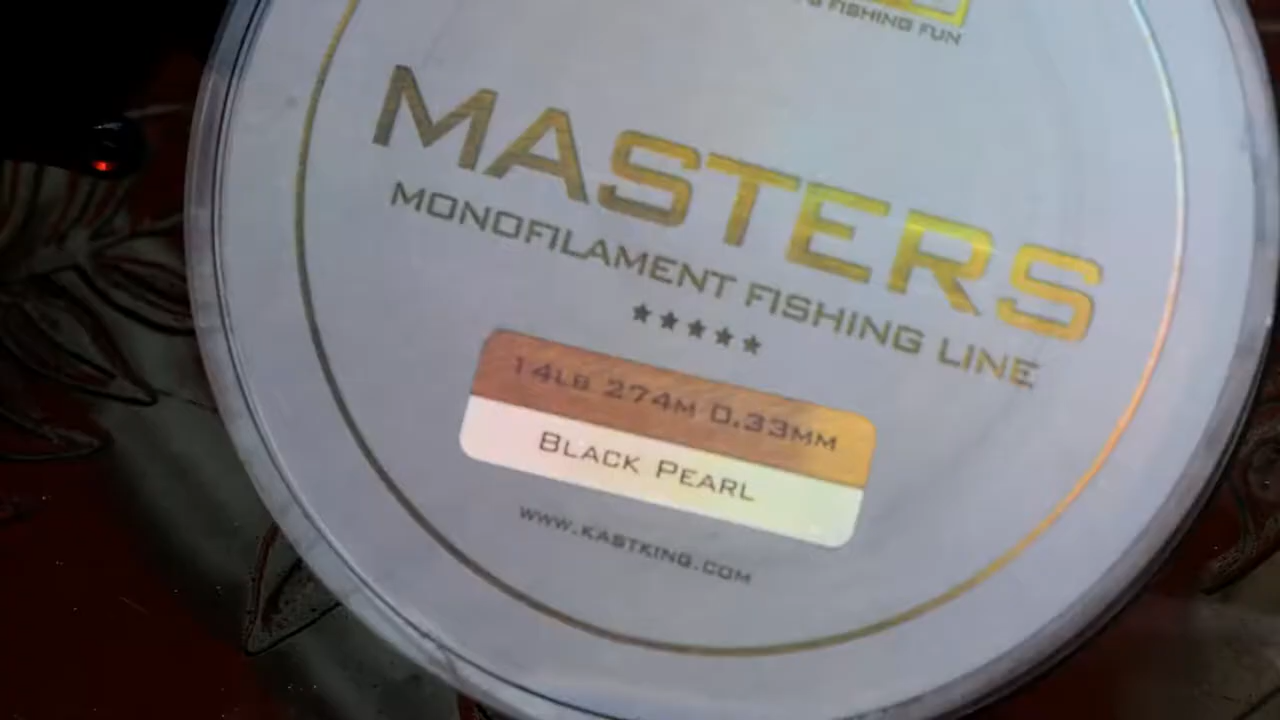 FISHING FUN
MASTERS
MONOFILAMENT FISHING LINE
14LB 274M 0.33MM
BLACK PEARL
WWW.KASTKING.COM